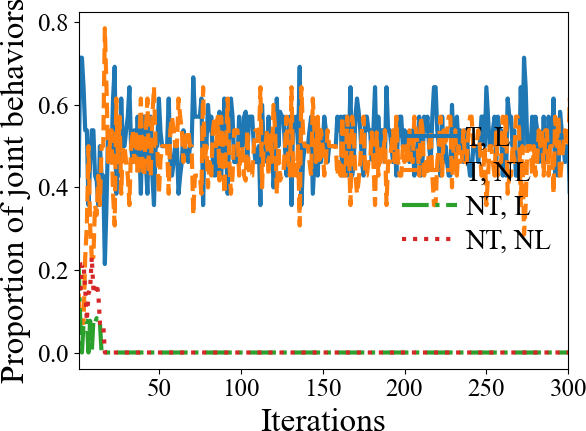 Proportion of joint behaviors
0.8
0.6
0.4
0.2
0.0
T, L
T, NL
NT, L
NT, NL
50
100
150
200
250
300
Iterations